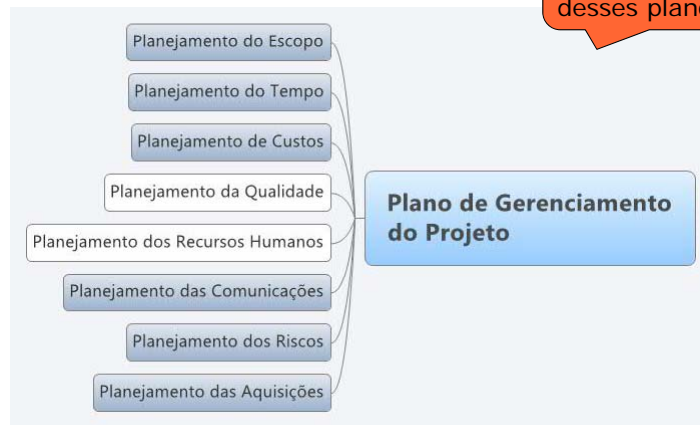 desses plane
Planejamento do Escopo
Planejamento do Tempo
Planejamento de Custos
Planejamento da Qualidade
Planejamento dos Recursos Humanos
Planejamento das Comunicações
Planejamento dos Riscos
Planejamento das Aquisições
Plano de Gerenciamento
do Projeto